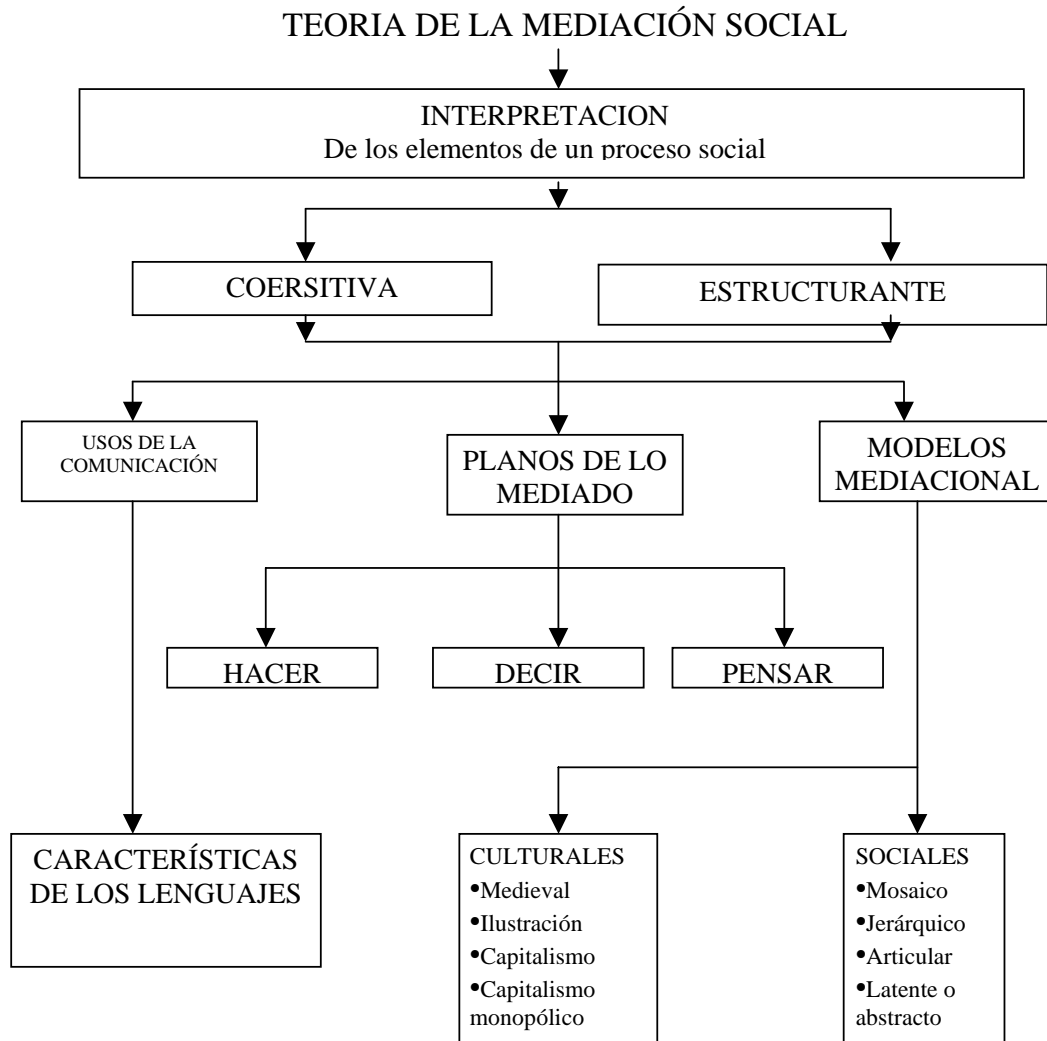 TEORIA DE LA MEDIACIÓN SOCIAL
INTERPRETACION
De los elementos de un proceso social
COERSITIVA
ESTRUCTURANTE
USOS DE LA
COMUNICACIÓN
PLANOS DE LO
MEDIADO
MODELOS
MEDIACIONAL
HACER
DECIR
PENSAR
CARACTERÍSTICAS
DE LOS LENGUAJES
CULTURALES
•Medieval
•Ilustración
•Capitalismo
•Capitalismo
monopólico
SOCIALES
•Mosaico
•Jerárquico
•Articular
•Latente o
abstracto